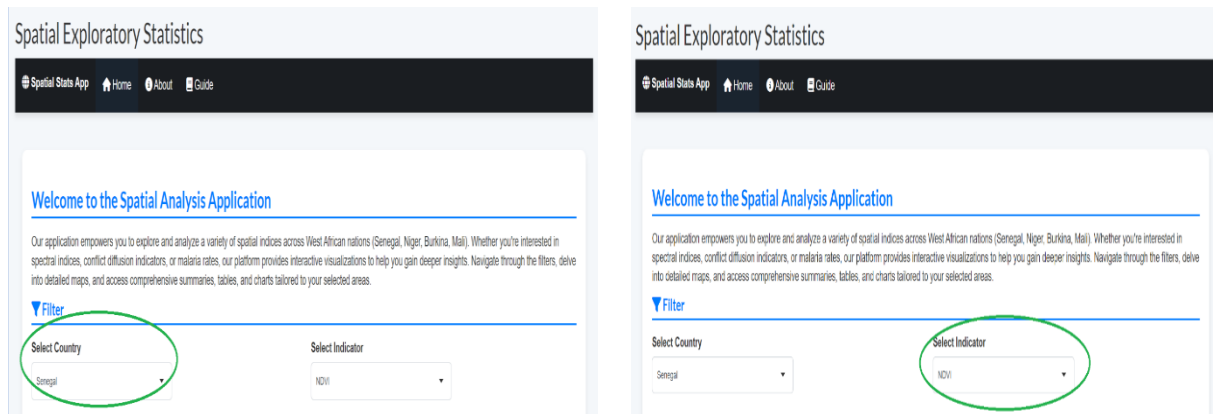 Spatial Exploratory Statistics
Spatial Stats App Home About Guide
Welcome to the Spatial Analysis Application
Our application empowers you to explore and analyze a variety of spatial indices across West African nations (Senegal, Niger, Burkina, Mali). Whether you're interested in
spectral indices, conflict diffusion indicators, or malaria rates, our platform provides interactive visualizations to help you gain deeper insights. Navigate through the filters, delve
into detailed maps, and access comprehensive summaries, tables, and charts tailored to your selected areas.
Filter
Select Country Select Indicator
Senegal NDVI
Spatial Exploratory Statistics
Spatial Stats App Home About Guide
Welcome to the Spatial Analysis Application
Our application empowers you to explore and analyze a variety of spatial indices across West African nations (Senegal, Niger, Burkina, Mali). Whether you're interested in
spectral indices, conflict diffusion indicators, or malaria rates, our platform provides interactive visualizations to help you gain deeper insights. Navigate through the filters, delve
into detailed maps, and access comprehensive summaries, tables, and charts tailored to your selected areas.
Filter
Select Country Select Indicator
Senegal NDVI